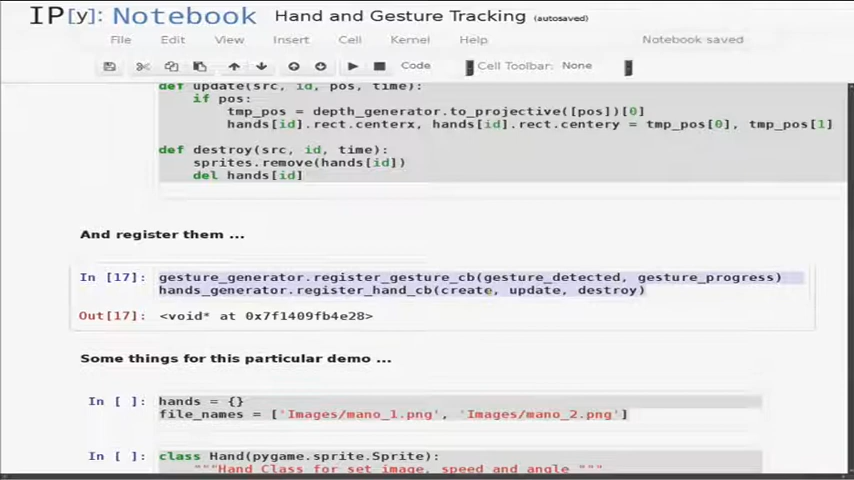 IP[y]: Notebook Hand and Gesture Tracking (autosaved)
File Edit View Insert Cell Kernel Help Notebook saved
Code Cell Toolbar: None
def update(src, id, pos, time):
if pos:
tmp_pos = depth_generator.to_projective([pos])[0]
hands[id].rect.centerx, hands[id].rect.centery = tmp_pos[0], tmp_pos[1]
def destroy(src, id, time):
sprites.remove(hands[id])
del hands[id]
And register them ...
In [17]: gesture_generator.register_gesture_cb(gesture_detected, gesture_progress)
hands_generator.register_hand_cb(create, update, destroy)
Out[17]: <void* at 0x7f1409fb4e28>
Some things for this particular demo ...
In [ ]: hands = {}
file_names = ['Images/mano_1.png', 'Images/mano_2.png']
In [ ]: class Hand(pygame.sprite.Sprite):
"""Hand Class for set image, speed and angle """